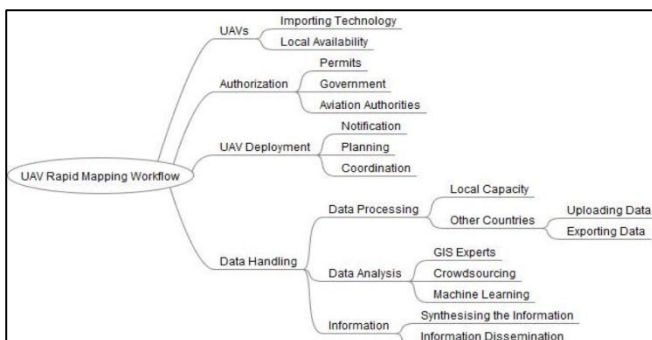 UAV Rapid Mapping Workflow
UAVs
Importing Technology
Local Availability
Authorization
Permits
Government
Aviation Authorities
UAV Deployment
Notification
Planning
Coordination
Data Handling
Data Processing
Local Capacity
Other Countries
Uploading Data
Exporting Data
Data Analysis
GIS Experts
Crowdsourcing
Machine Learning
Information
Synthesising the Information
Information Dissemination